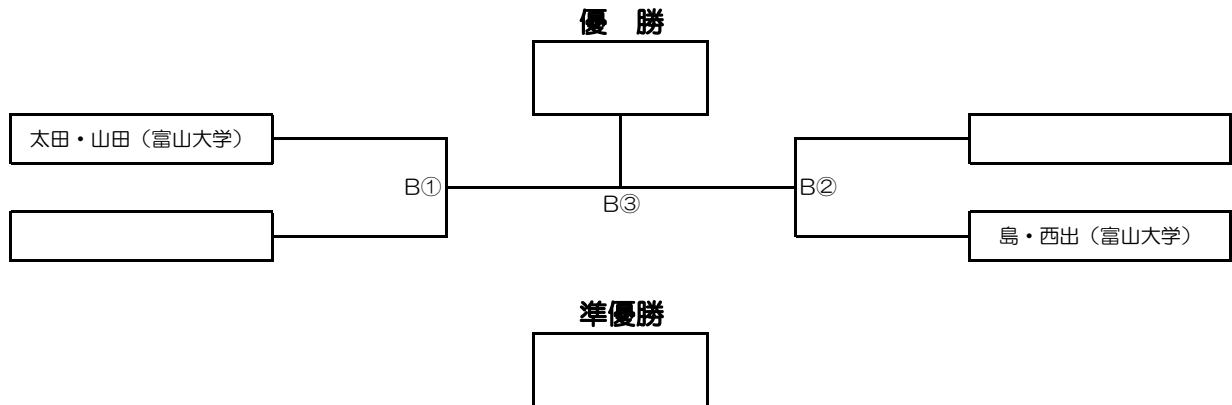 優　勝
太田・山田（富山大学）
B①
B②
B③
島・西出（富山大学）
準優勝